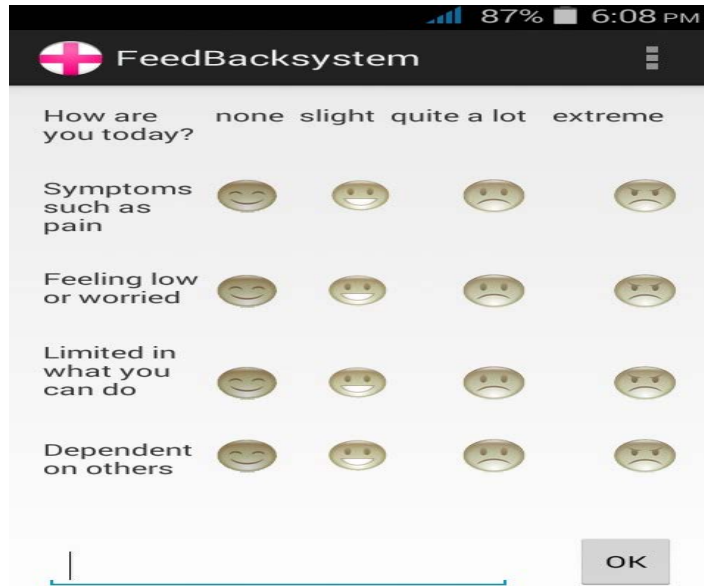 87% 6:08 PM
FeedBacksystem
How are none slight quite a lot extreme
you today?
Symptoms
such as
pain
Feeling low
or worried
Limited in
what you
can do
Dependent
on others
OK